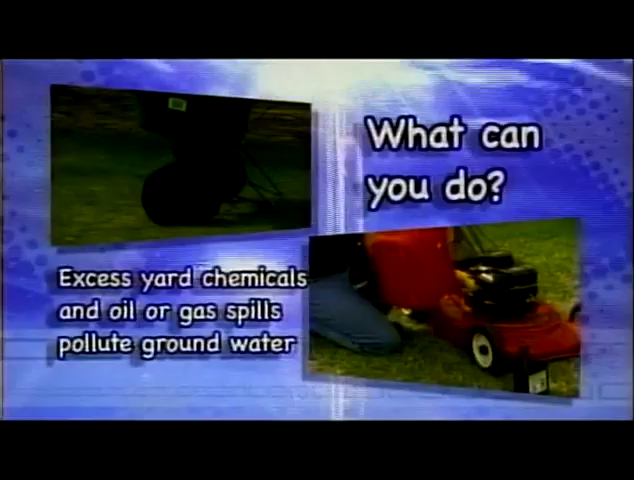 What can
you do?
Excess yard chemicals
and oil or gas spills
pollute ground water